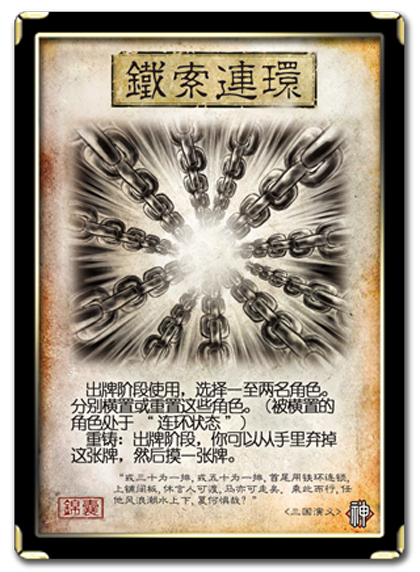 鐵索連環
出牌阶段使用，选择一至两名角色。
分别横置或重置这些角色。（被横置的
角色处于“连环状态”）
重铸：出牌阶段，你可以从手里弃掉
这张牌，然后摸一张牌。
“或三十为一排，或五十为一排，首尾用铁环连锁，
上铺阔板，休言人可渡，马亦可走矣，乘此而行，任
他风浪潮水上下，复何惧哉？”
《三国演义》
錦囊
神